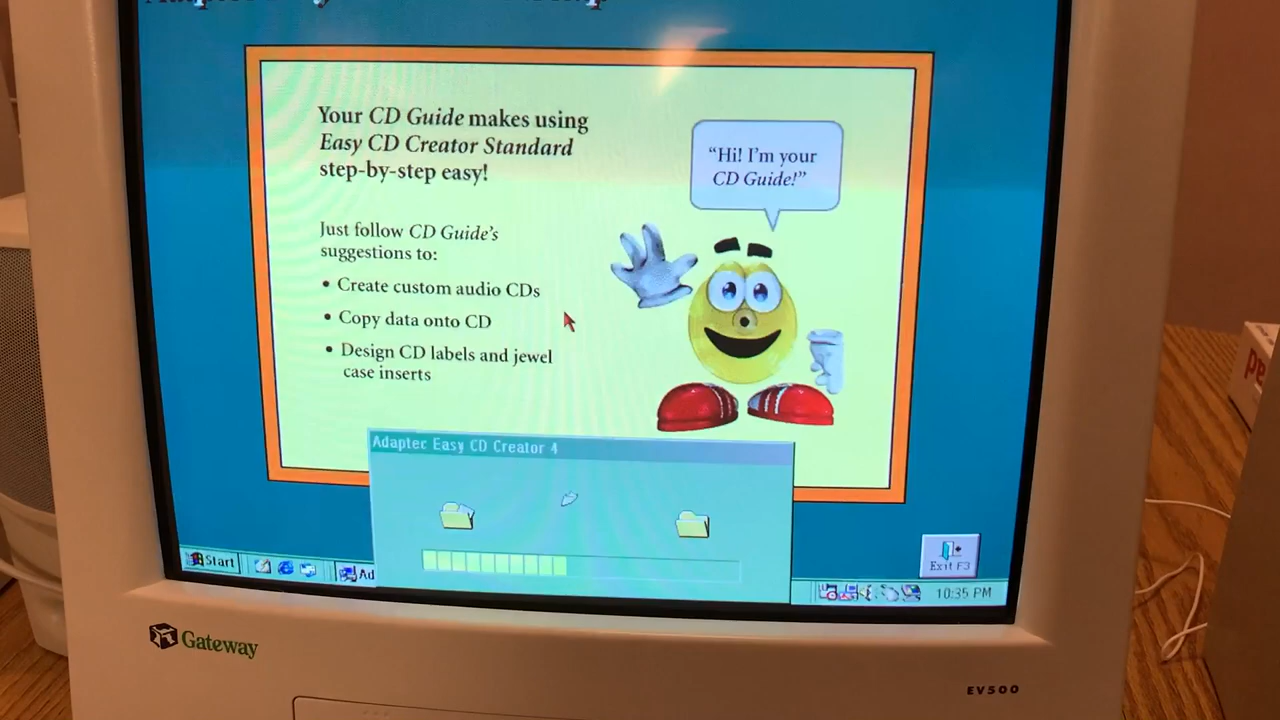 Your CD Guide makes using
Easy CD Creator Standard
step-by-step easy!
"Hi! I'm your
CD Guide!"
Just follow CD Guide's
suggestions to:
• Create custom audio CDs
• Copy data onto CD
• Design CD labels and jewel
case inserts
Adaptec Easy CD Creator 4
Exit F3
Start
Ad
10:35 PM
Gateway
EV500